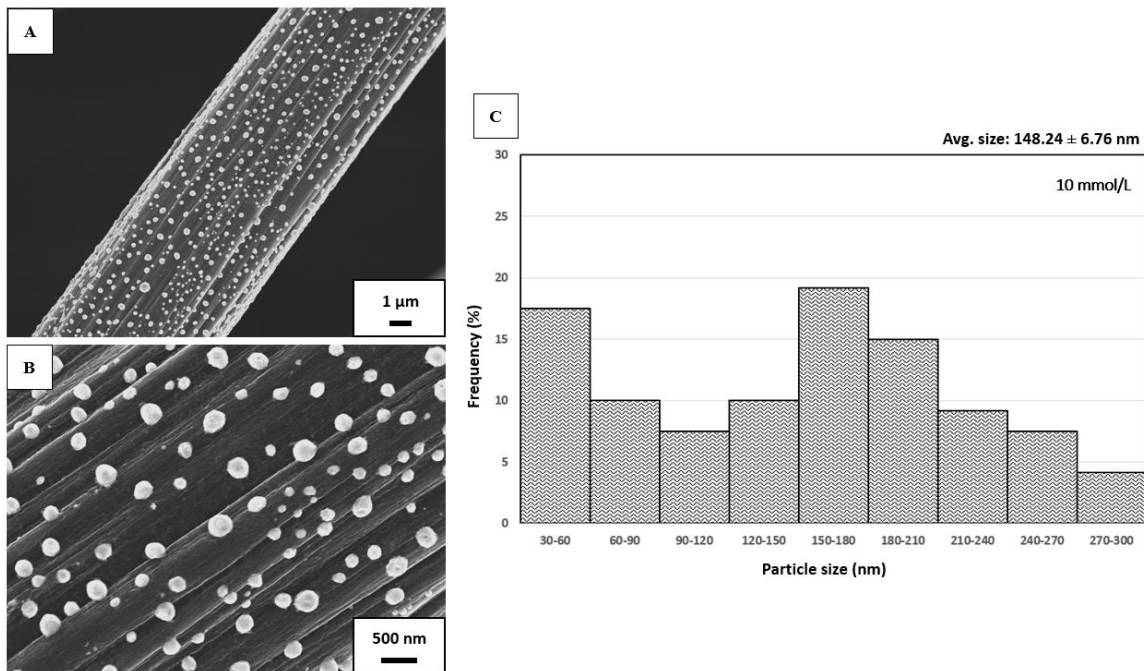 A
1 µm
B
500 nm
C
Avg. size: 148.24 ± 6.76 nm
10 mmol/L
Frequency (%)
30
25
20
15
10
5
0
30-60 60-90 90-120 120-150 150-180 180-210 210-240 240-270 270-300
Particle size (nm)